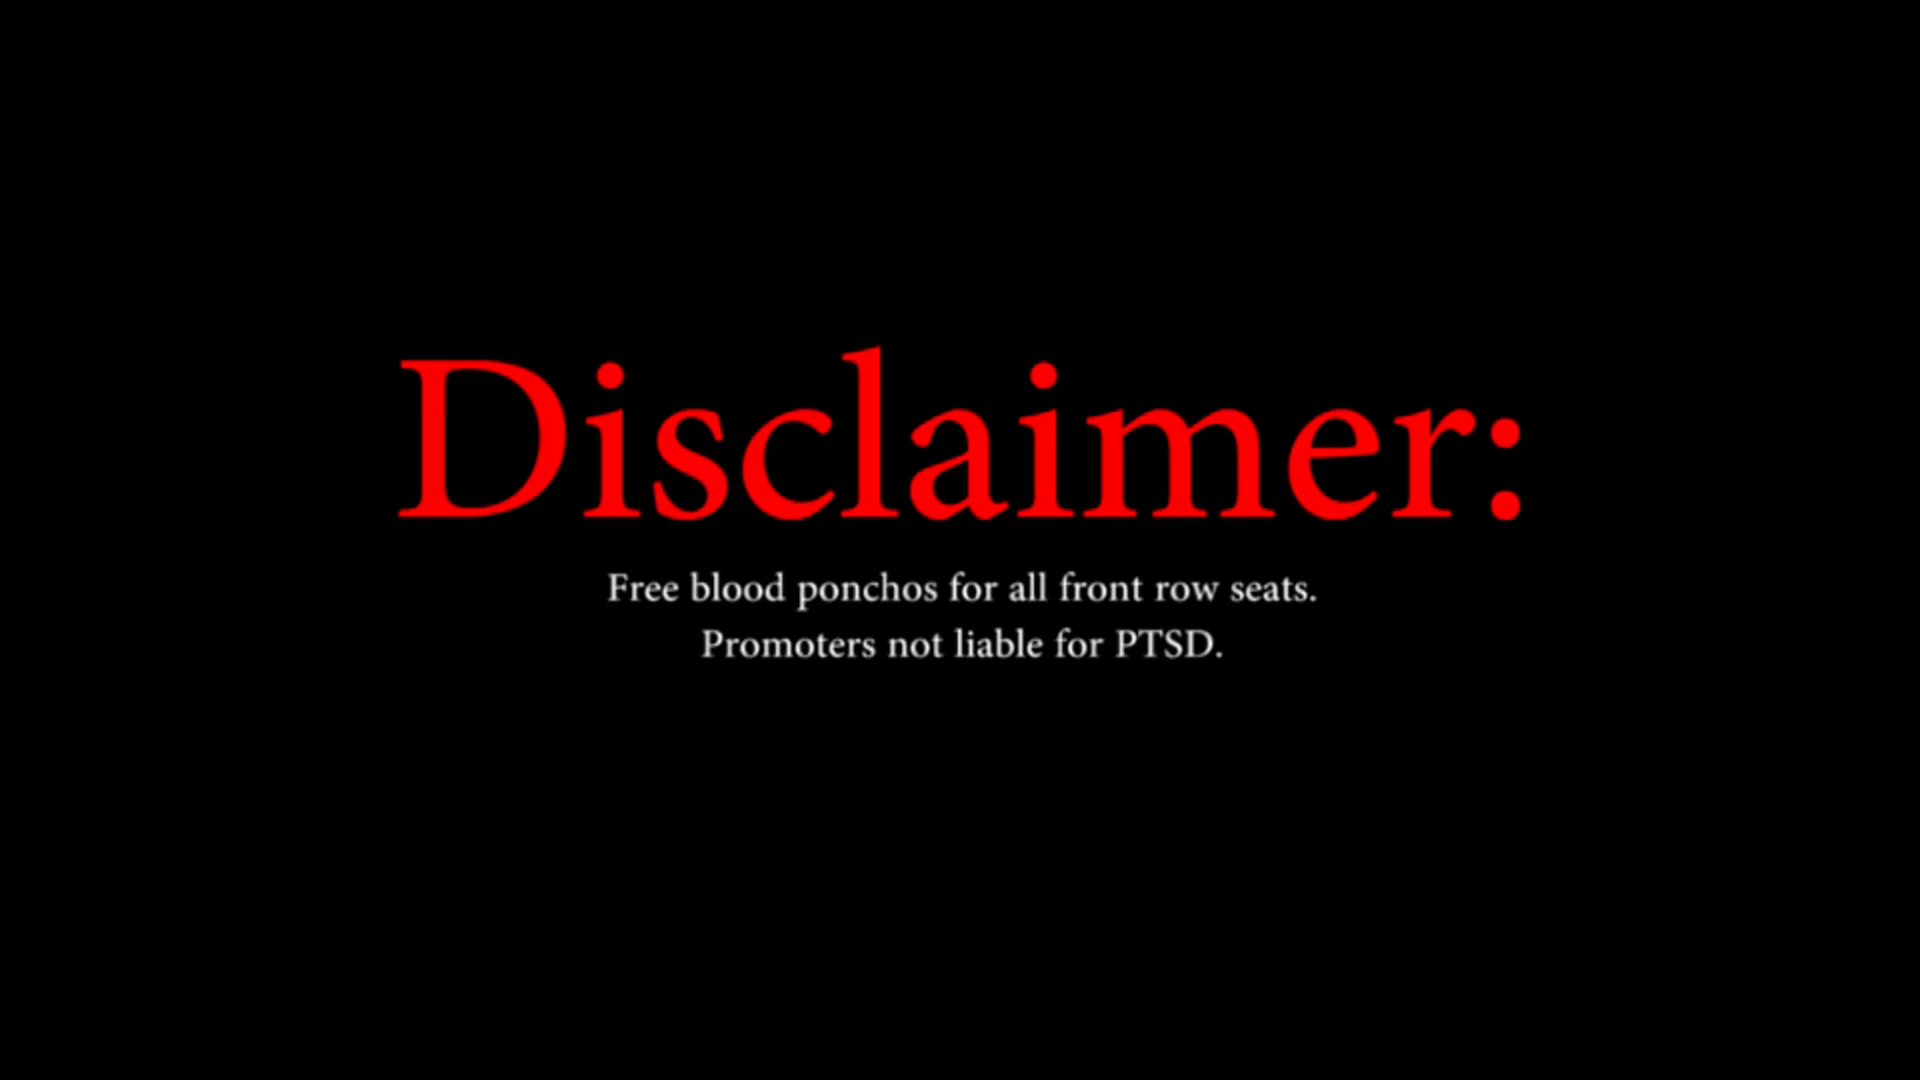 Disclaimer:
Free blood ponchos for all front row seats.
Promoters not liable for PTSD.